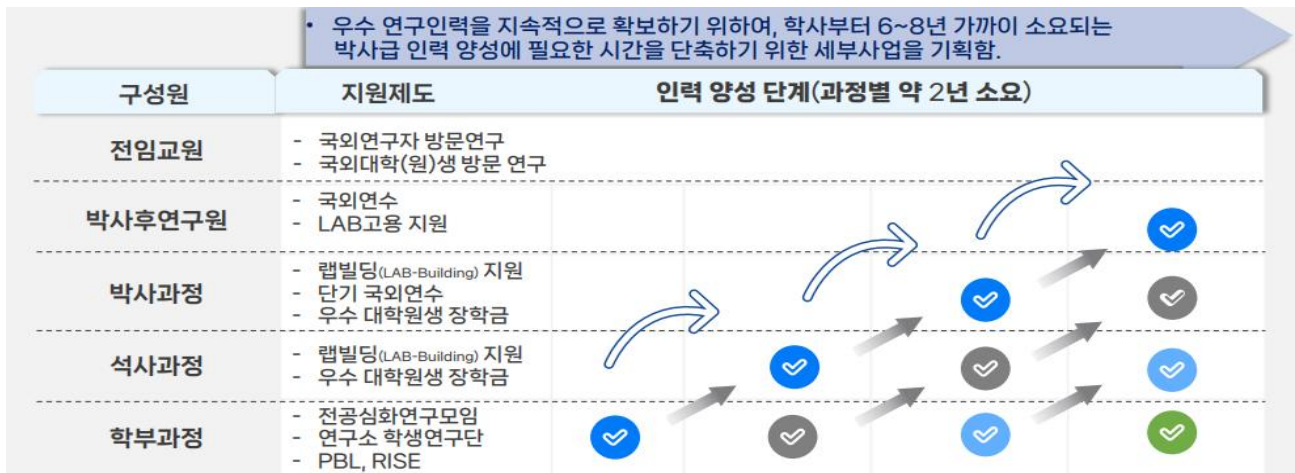 • 우수 연구인력을 지속적으로 확보하기 위하여, 학사부터 6~8년 가까이 소요되는
박사급 인력 양성에 필요한 시간을 단축하기 위한 세부사업을 기획함.
구성원 지원제도 인력 양성 단계(과정별 약 2년 소요)
전임교원
- 국외연구자 방문연구
- 국외대학(원)생 방문 연구
박사후연구원
- 국외연수
- LAB고용 지원
박사과정
- 랩빌딩(LAB-Building) 지원
- 단기 국외연수
- 우수 대학원생 장학금
석사과정
- 랩빌딩(LAB-Building) 지원
- 우수 대학원생 장학금
학부과정
- 전공심화연구모임
- 연구소 학생연구단
- PBL, RISE